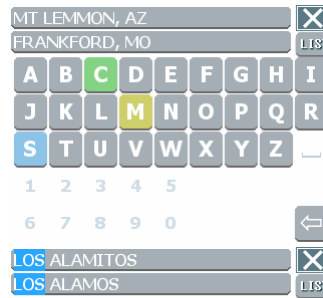 MT LEMMON, AZ
FRANKFORD, MO
LIS
A B C D E F G H I
J K L M N O P Q R
S T U V W X Y Z
1 2 3 4 5
6 7 8 9 0
LOS ALAMITOS
LOS ALAMOS
LIS